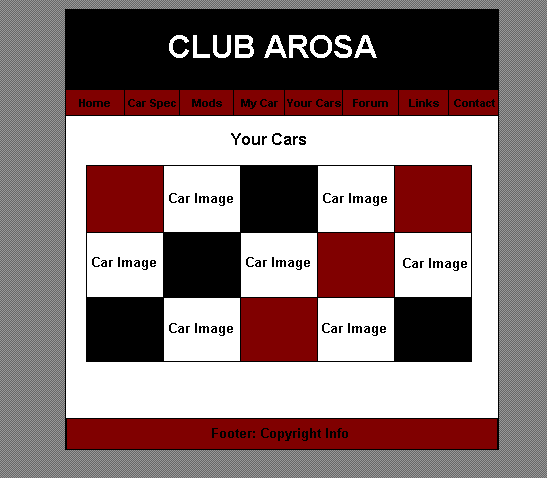 CLUB AROSA
Home Car Spec Mods My Car Your Cars Forum Links Contact
Your Cars
Car Image Car Image
Car Image Car Image Car Image
Car Image Car Image
Footer: Copyright Info